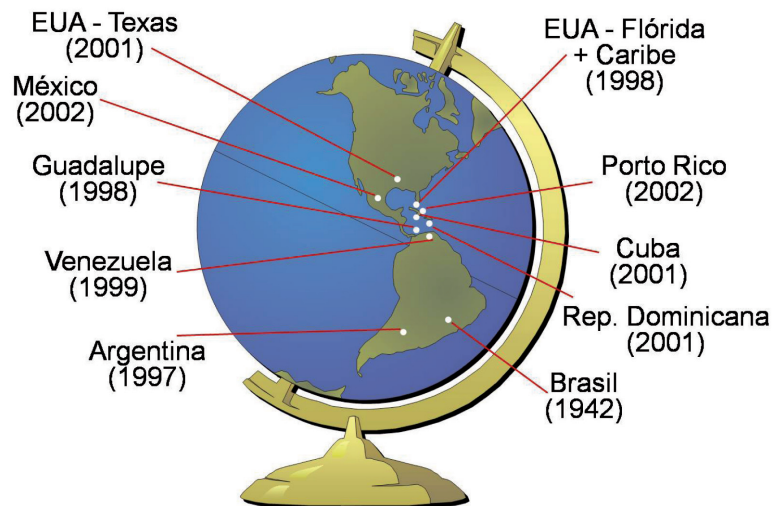 EUA - Texas
(2001)
México
(2002)
Guadalupe
(1998)
Venezuela
(1999)
Argentina
(1997)
EUA - Flórida
+ Caribe
(1998)
Porto Rico
(2002)
Cuba
(2001)
Rep. Dominicana
(2001)
Brasil
(1942)